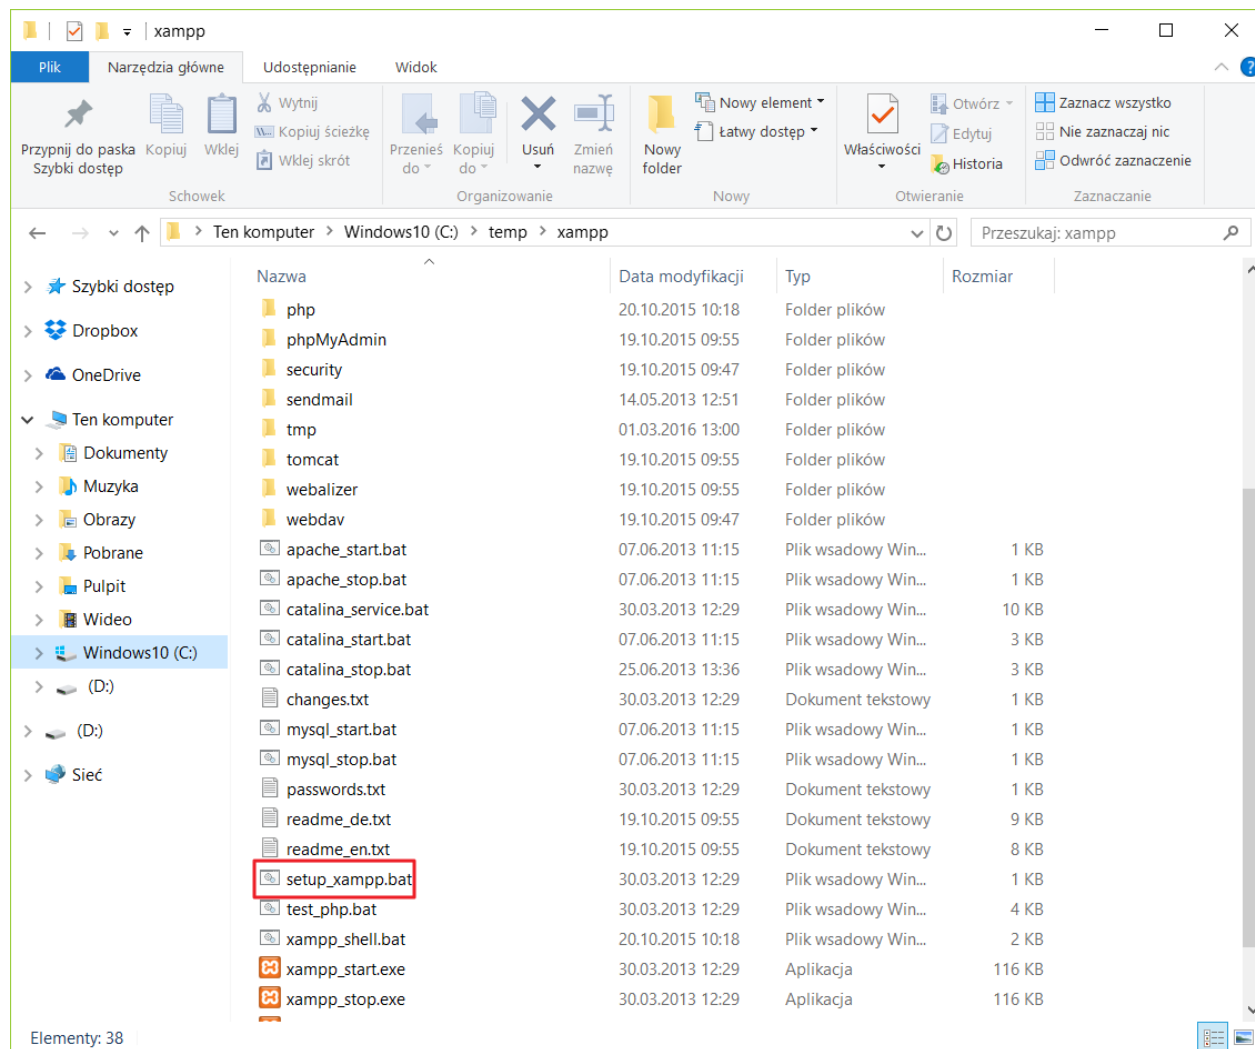 xampp
Plik Narzędzia główne Udostępnianie Widok
Przypnij do paska Szybki dostęp
Kopiuj
Wklej
Wytnij
Kopiuj ścieżkę
Wklej skrót
Schowek
Przenieś do
Kopiuj do
Usuń
Zmień nazwę
Organizowanie
Nowy folder
Nowy element
Łatwy dostęp
Nowy
Właściwości
Otwórz
Edytuj
Historia
Otwieranie
Zaznacz wszystko
Nie zaznaczaj nic
Odwróć zaznaczenie
Zaznaczanie
Ten komputer > Windows10 (C:) > temp > xampp
Przeszukaj: xampp
Szybki dostęp
Dropbox
OneDrive
Ten komputer
Dokumenty
Muzyka
Obrazy
Pobrane
Pulpit
Wideo
Windows10 (C:)
(D:)
(D:)
Sieć
Nazwa Data modyfikacji Typ Rozmiar
php 20.10.2015 10:18 Folder plików
phpMyAdmin 19.10.2015 09:55 Folder plików
security 19.10.2015 09:47 Folder plików
sendmail 14.05.2013 12:51 Folder plików
tmp 01.03.2016 13:00 Folder plików
tomcat 19.10.2015 09:55 Folder plików
webalizer 19.10.2015 09:55 Folder plików
webdav 19.10.2015 09:47 Folder plików
apache_start.bat 07.06.2013 11:15 Plik wsadowy Win... 1 KB
apache_stop.bat 07.06.2013 11:15 Plik wsadowy Win... 1 KB
catalina_service.bat 30.03.2013 12:29 Plik wsadowy Win... 10 KB
catalina_start.bat 07.06.2013 11:15 Plik wsadowy Win... 3 KB
catalina_stop.bat 25.06.2013 13:36 Plik wsadowy Win... 3 KB
changes.txt 30.03.2013 12:29 Dokument tekstowy 1 KB
mysql_start.bat 07.06.2013 11:15 Plik wsadowy Win... 1 KB
mysql_stop.bat 07.06.2013 11:15 Plik wsadowy Win... 1 KB
passwords.txt 30.03.2013 12:29 Dokument tekstowy 1 KB
readme_de.txt 19.10.2015 09:55 Dokument tekstowy 9 KB
readme_en.txt 19.10.2015 09:55 Dokument tekstowy 8 KB
setup_xampp.bat 30.03.2013 12:29 Plik wsadowy Win... 1 KB
test_php.bat 30.03.2013 12:29 Plik wsadowy Win... 4 KB
xampp_shell.bat 20.10.2015 10:18 Plik wsadowy Win... 2 KB
xampp_start.exe 30.03.2013 12:29 Aplikacja 116 KB
xampp_stop.exe 30.03.2013 12:29 Aplikacja 116 KB
Elementy: 38